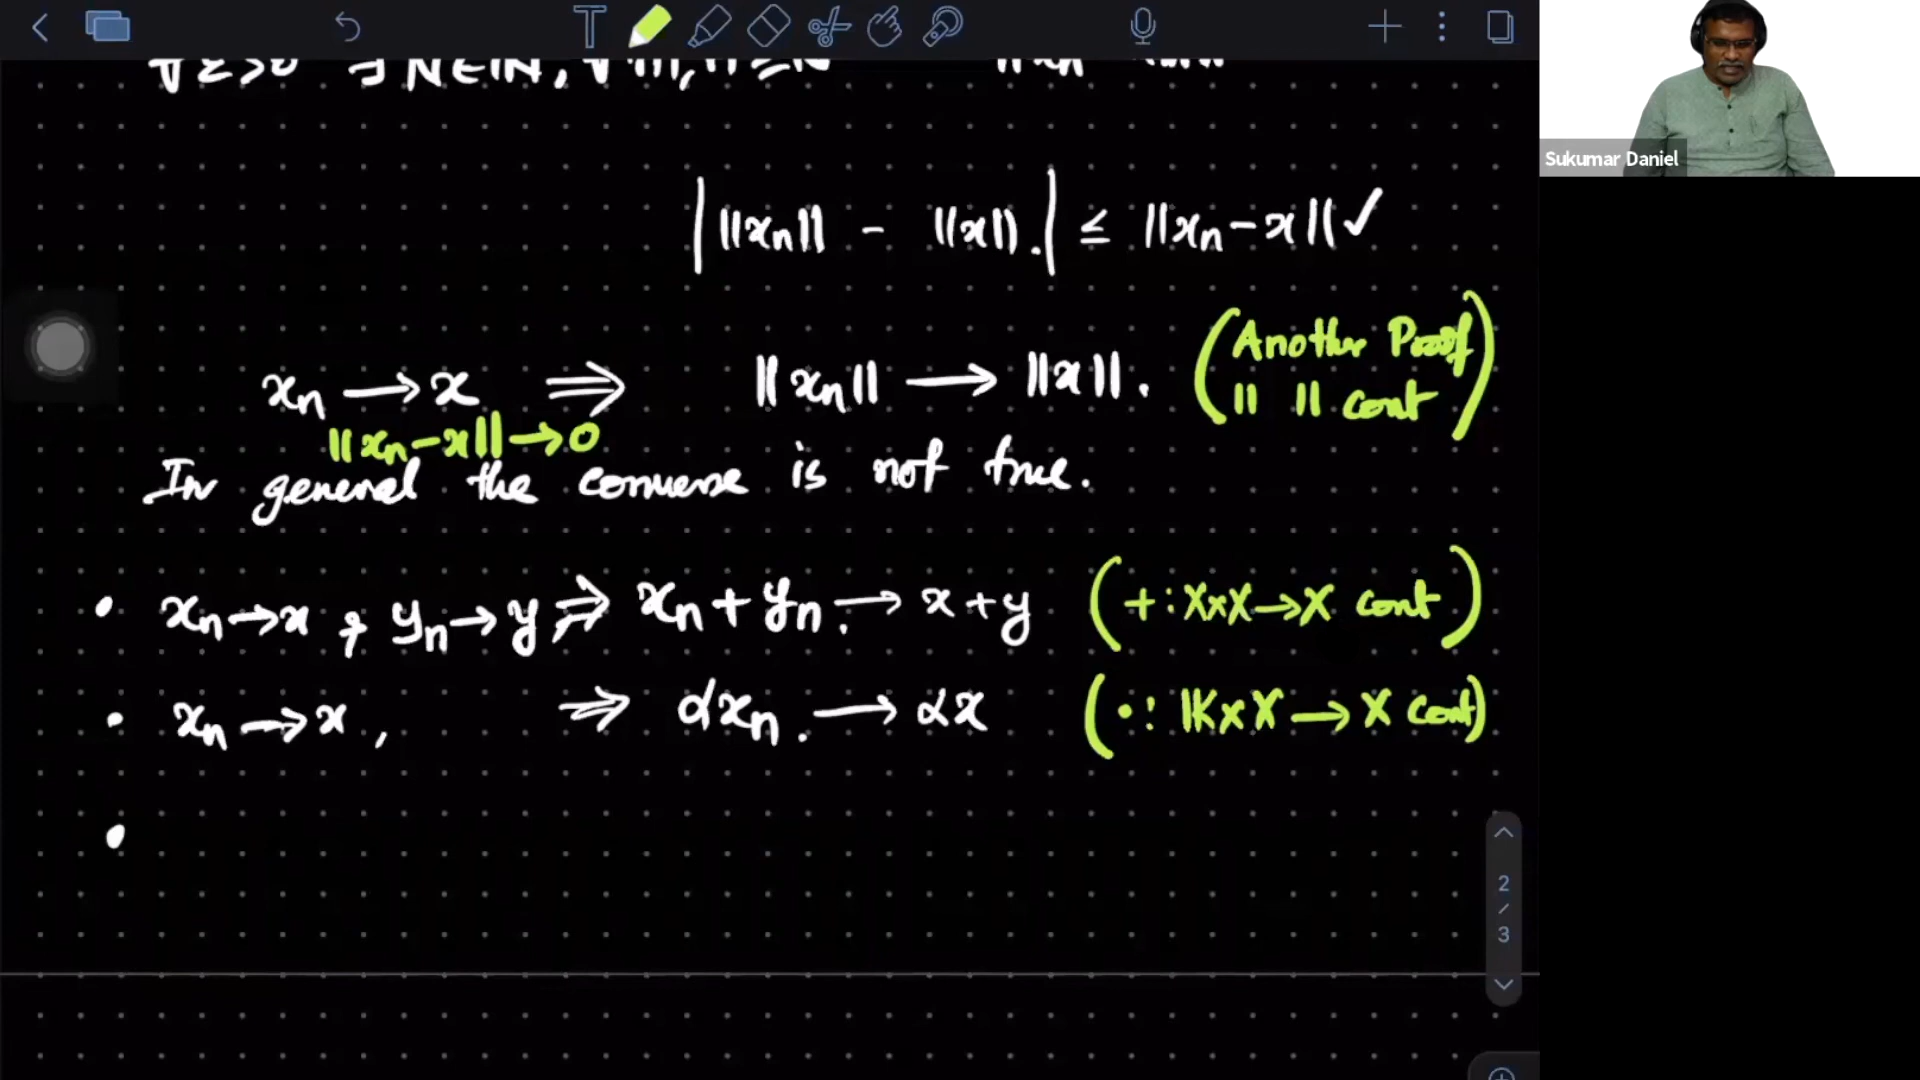 ∀ ε>0 ∃ N∈ℕ, ∀ m, n ≥ N
Sukumar Daniel
| ||xₙ|| - ||x||. | ≤ ||xₙ-x|| ✓
xₙ → x ⇒ ||xₙ|| → ||x||. (Another Proof
|| || cont)
||xₙ-x|| → 0
In general the converse is not true.
• xₙ→x & yₙ→y ⇒ xₙ+yₙ. → x+y (+: X×X→X cont)
• xₙ→x, ⇒ αxₙ. → αx (•: 𝕂×X→X cont)
•
2
/
3